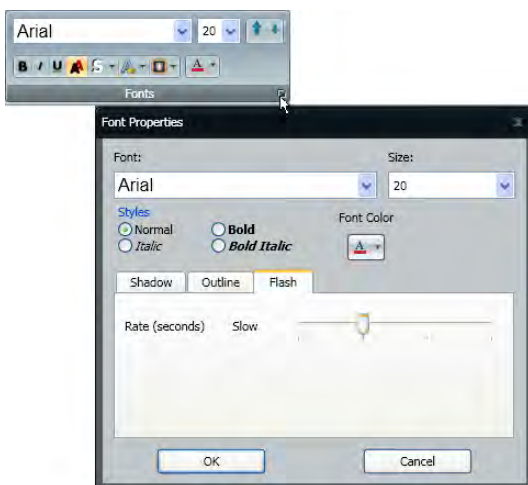 Arial 20
B I U A S A A
Fonts
Font Properties
Font: Size:
Arial 20
Styles Font Color
Normal Bold
Italic Bold Italic
A
Shadow Outline Flash
Rate (seconds) Slow
OK Cancel